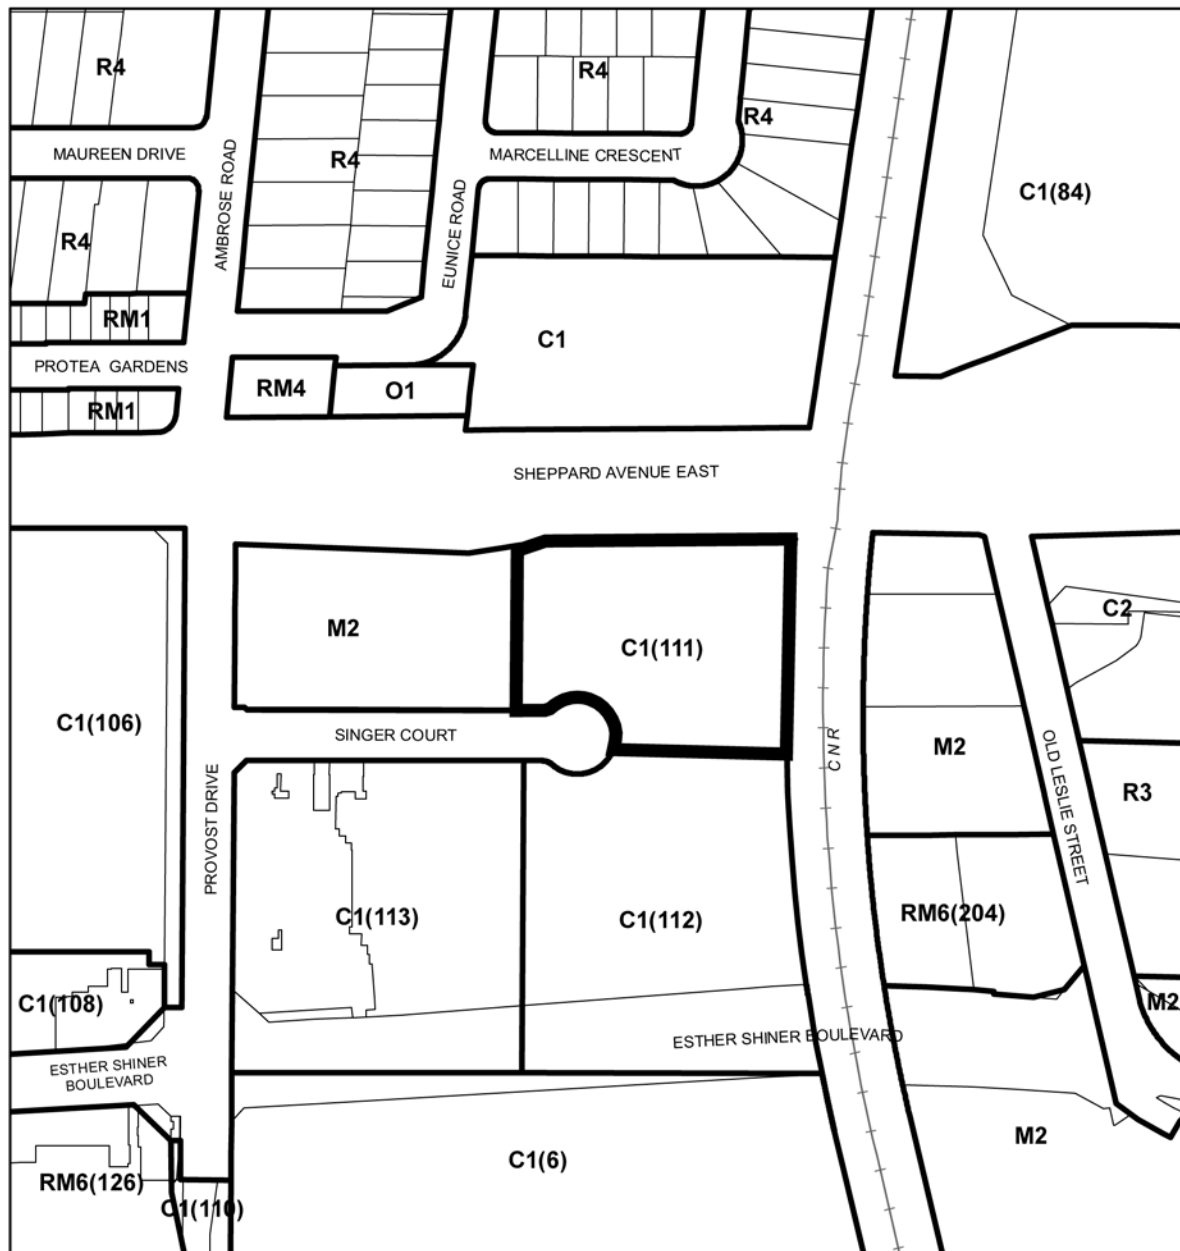 R4
R4
R4
R4
MAUREEN DRIVE
MARCELLINE CRESCENT
R4
AMBROSE ROAD
EUNICE ROAD
C1(84)
R4
RM1
C1
PROTEA GARDENS
RM4
O1
RM1
SHEPPARD AVENUE EAST
C2
M2
C1(111)
C1(106)
SINGER COURT
CNR
M2
OLD LESLIE STREET
R3
PROVOST DRIVE
C1(113)
C1(112)
RM6(204)
C1(108)
M2
ESTHER SHINER BOULEVARD
ESTHER SHINER
BOULEVARD
M2
C1(6)
RM6(126)
C1(110)